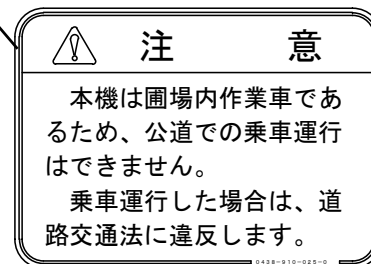 注 意
本機は圃場内作業車であ
るため、公道での乗車運行
はできません。
乗車運行した場合は、道
路交通法に違反します。
0438-910-025-0